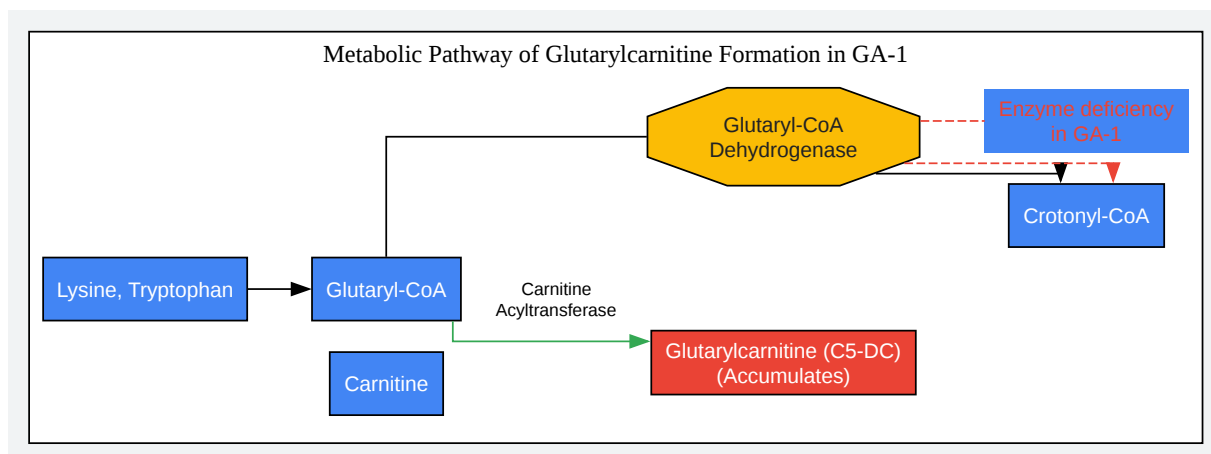 Metabolic Pathway of Glutarylcarnitine Formation in GA-1
Glutaryl-CoA
Dehydrogenase
Enzyme deficiency
in GA-1
Crotonyl-CoA
Lysine, Tryptophan
Glutaryl-CoA
Carnitine
Acyltransferase
Glutarylcarnitine (C5-DC)
(Accumulates)
Carnitine